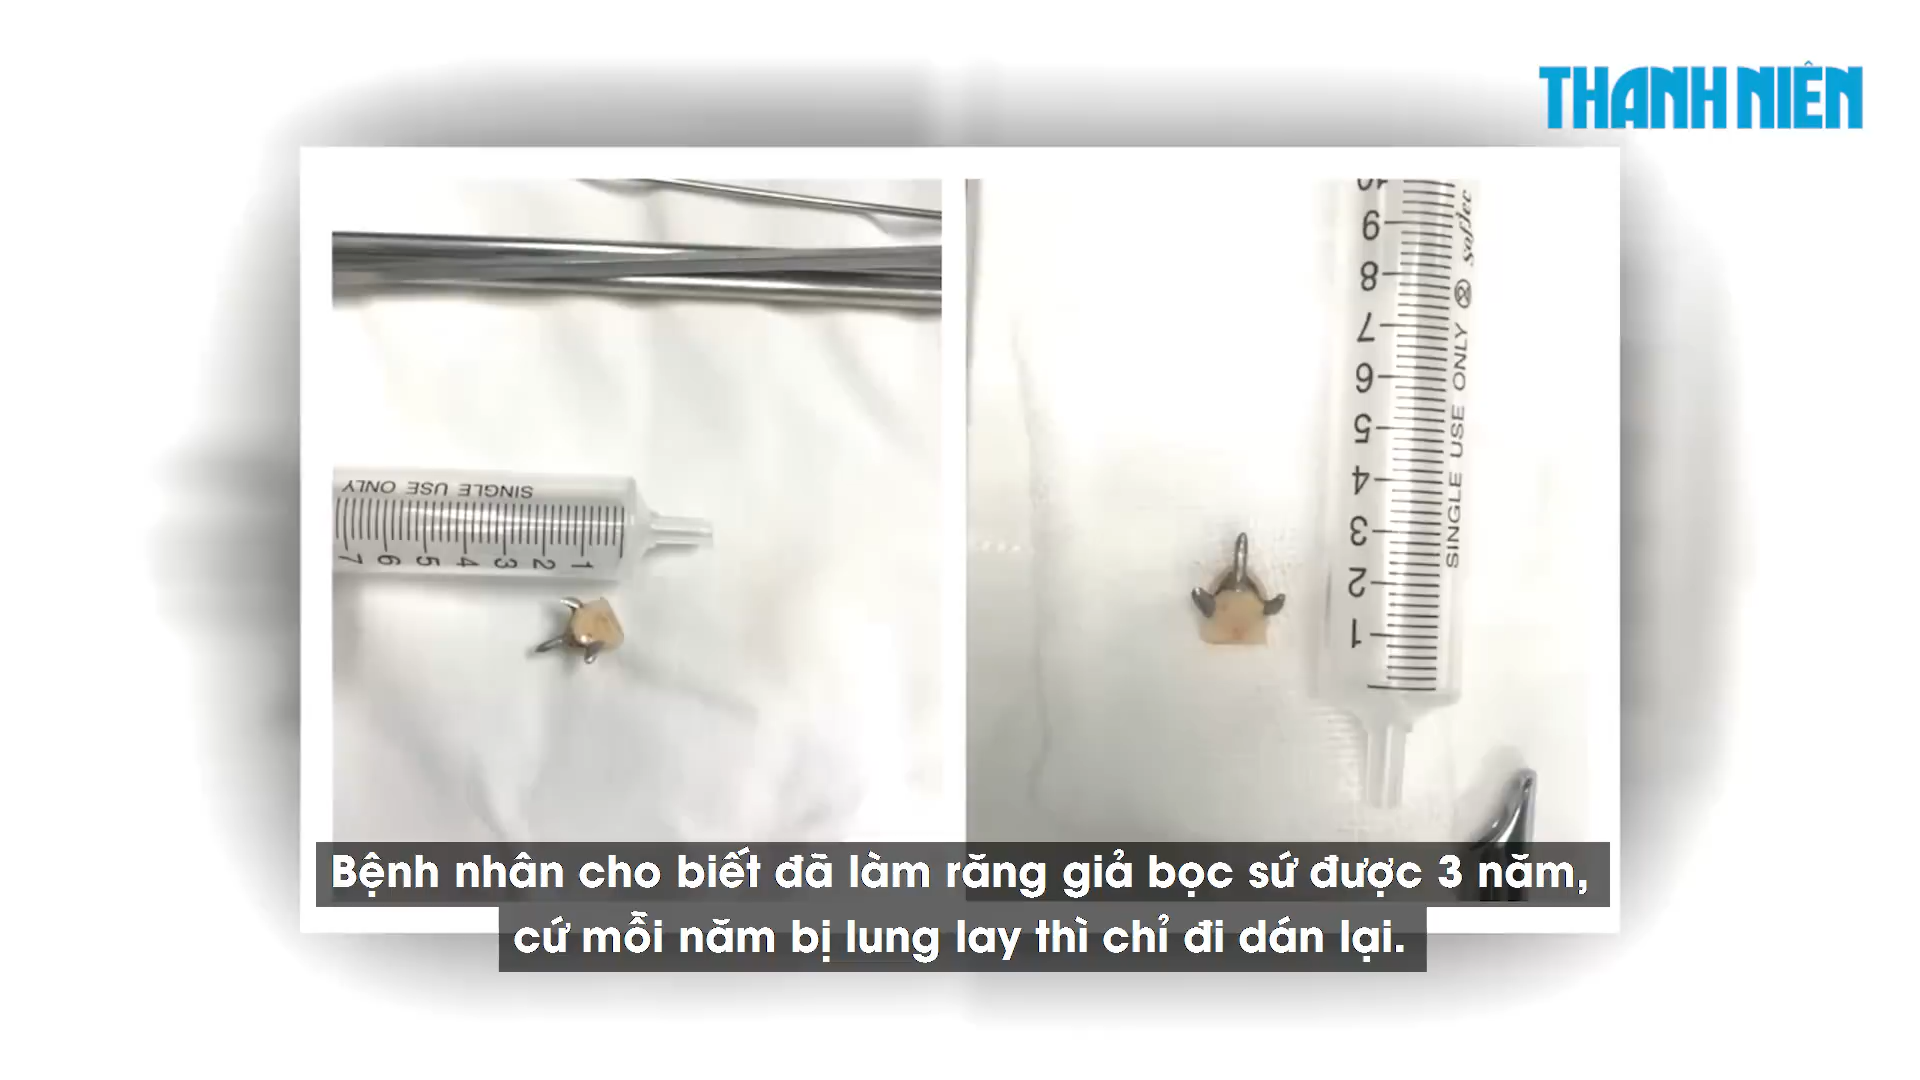 THANH NIÊN
SINGLE USE ONLY
7 6 5 4 3 2 1
10
9
8
7
6
5
4
3
2
1
SINGLE USE ONLY sofjec
Bệnh nhân cho biết đã làm răng giả bọc sứ được 3 năm,
cứ mỗi năm bị lung lay thì chỉ đi dán lại.